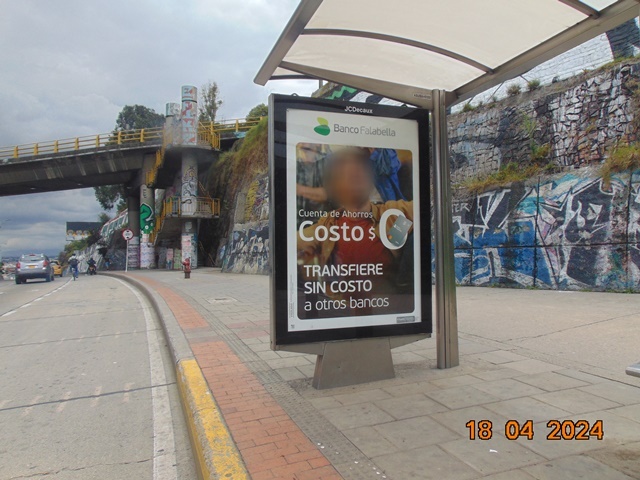 JCDecaux
Banco Falabella
Cuenta de Ahorros
Costo $0
TRANSFIERE
SIN COSTO
a otros bancos
18 04 2024